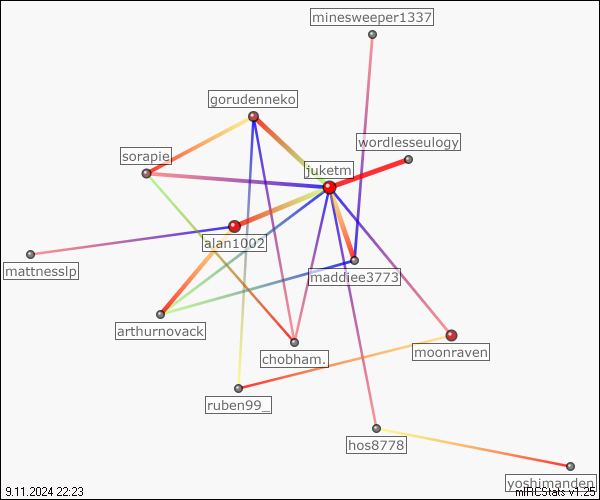 minesweeper1337
gorudenneko
wordlesseulogy
sorapie
juketm
alan1002
mattnesslp
maddiee3773
arthurnovack
chobham.
moonraven
ruben99_
hos8778
yoshimanden
9.11.2024 22:23
mIRCStats v1.25